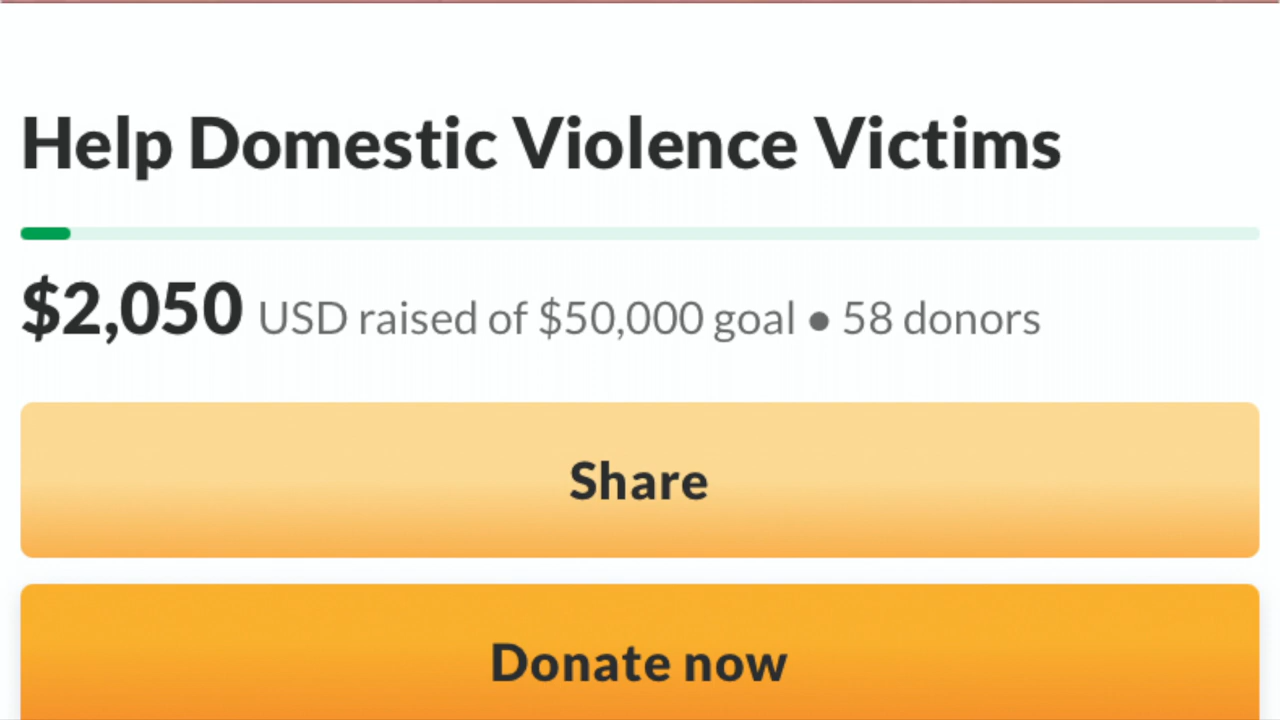 Help Domestic Violence Victims
$2,050 USD raised of $50,000 goal • 58 donors
Share
Donate now